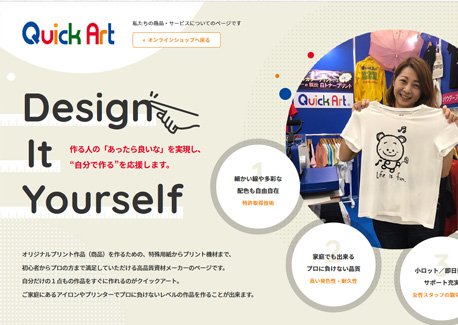 Quick Art
私たちの商品・サービスについてのページです
オンラインショップへ戻る
Design
It
Yourself
作る人の「あったら良いな」を実現し、
“自分で作る”を応援します。
Quick Art
Life is fun.
1
細かい線や多彩な
配色も自由自在
特許取得技術
2
家庭でも出来る
プロに負けない品質
高い発色性・耐久性
3
小ロット／即日
サポート充実
オリジナルプリント作品（商品）を作るための、特殊用紙からプリント機材まで、
初心者からプロの方まで満足していただける高品質資材メーカーのページです。
自分だけの１点もの作品をすぐに作れるのがクイックアート。
ご家庭にあるアイロンやプリンターでプロに負けないレベルの作品を作ることが出来ます。